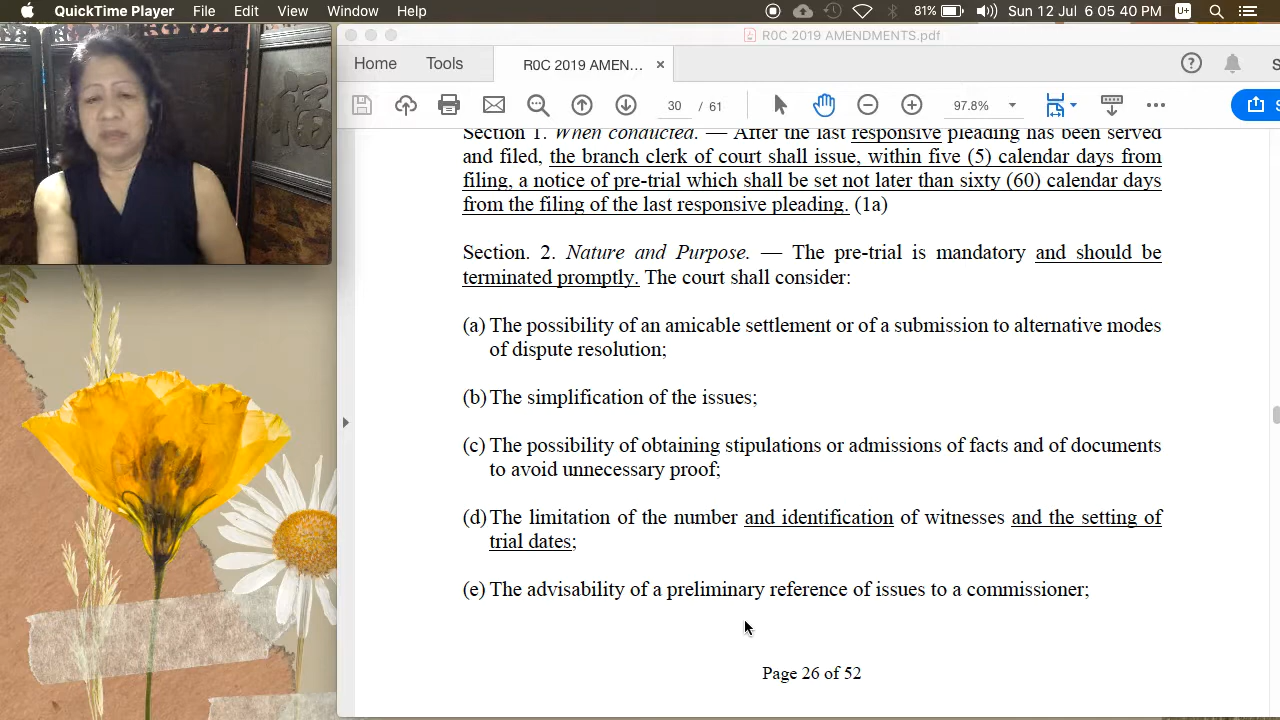 QuickTime Player File Edit View Window Help 81% Sun 12 Jul 6 05 40 PM U+
R0C 2019 AMENDMENTS.pdf
Home Tools R0C 2019 AMEN... × ? S
30 / 61 97.8% S
Section 1. When conducted. — After the last responsive pleading has been served
and filed, the branch clerk of court shall issue, within five (5) calendar days from
filing, a notice of pre-trial which shall be set not later than sixty (60) calendar days
from the filing of the last responsive pleading. (1a)
Section. 2. Nature and Purpose. — The pre-trial is mandatory and should be
terminated promptly. The court shall consider:
(a) The possibility of an amicable settlement or of a submission to alternative modes
of dispute resolution;
(b) The simplification of the issues;
(c) The possibility of obtaining stipulations or admissions of facts and of documents
to avoid unnecessary proof;
(d) The limitation of the number and identification of witnesses and the setting of
trial dates;
(e) The advisability of a preliminary reference of issues to a commissioner;
Page 26 of 52
福